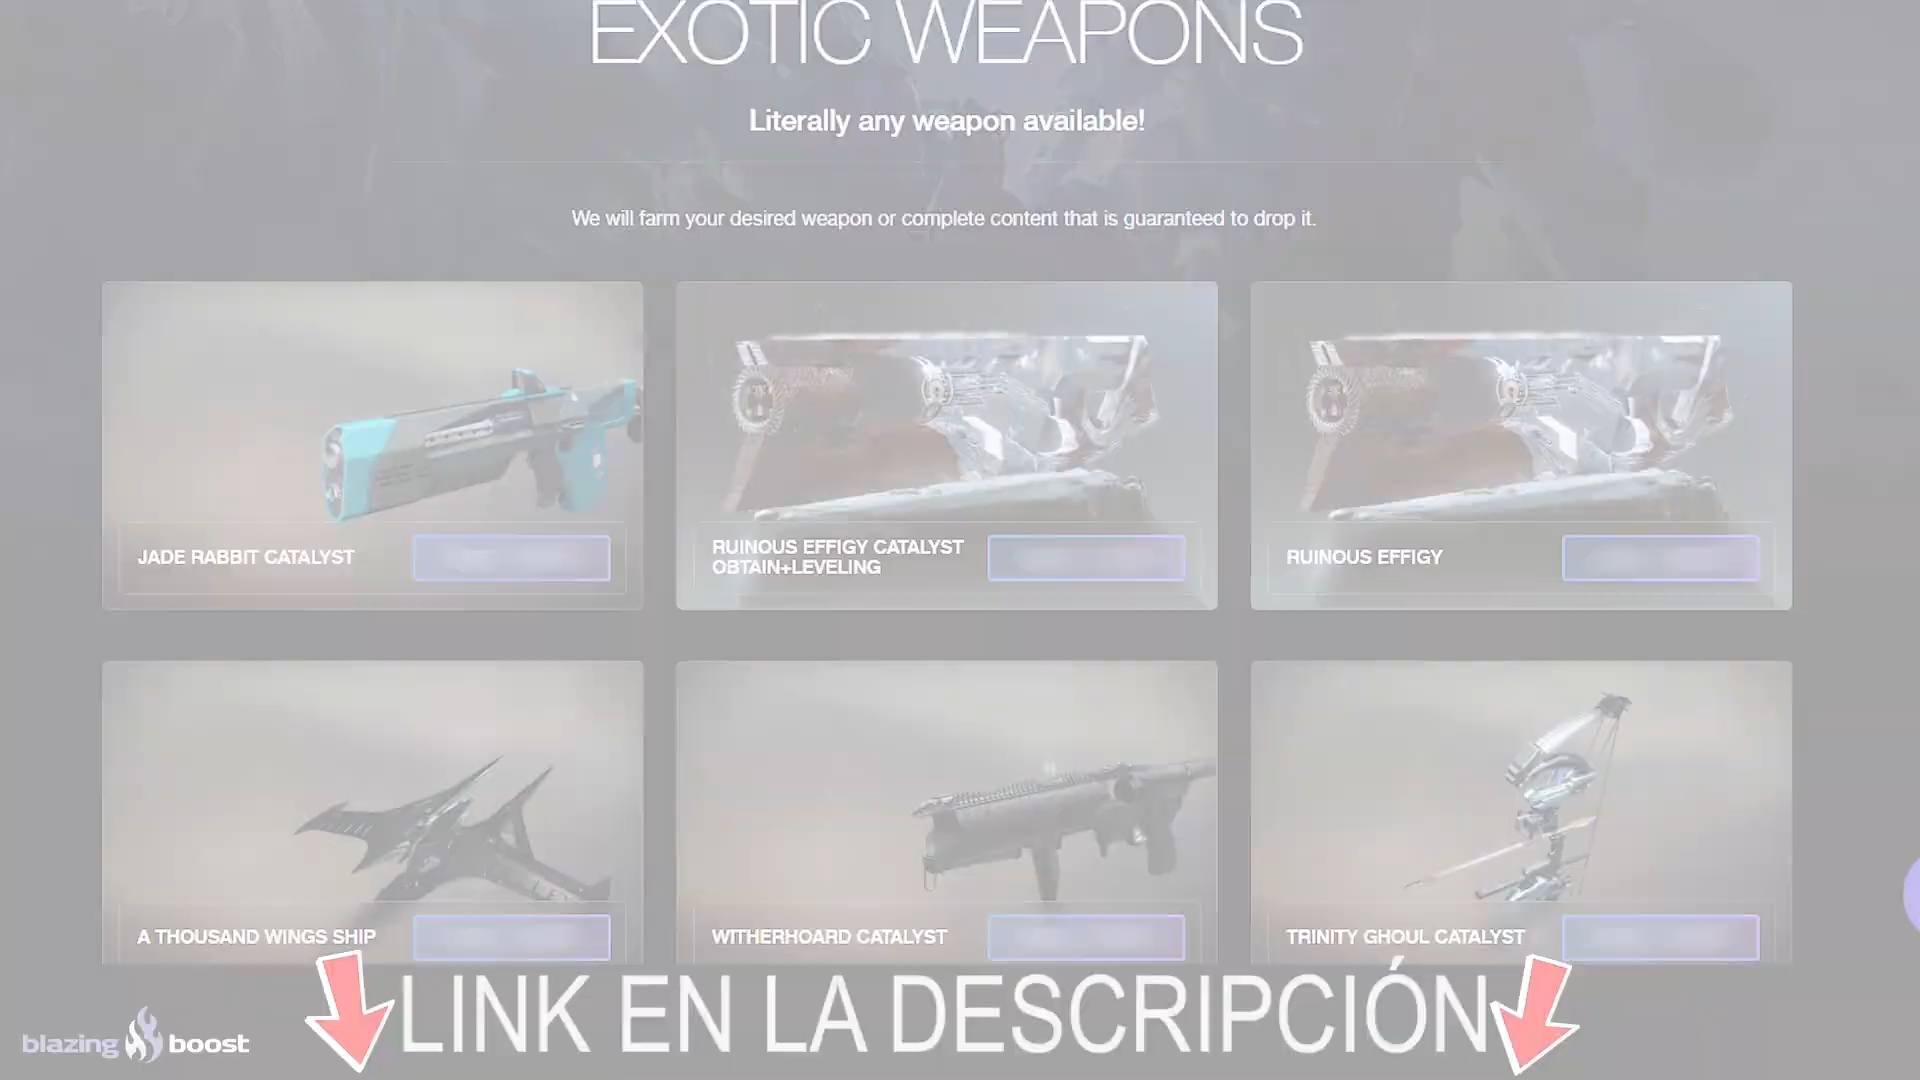 EXOTIC WEAPONS
Literally any weapon available!
We will farm your desired weapon or complete content that is guaranteed to drop it.
JADE RABBIT CATALYST
RUINOUS EFFIGY CATALYST
OBTAIN+LEVELING
RUINOUS EFFIGY
A THOUSAND WINGS SHIP
WITHERHOARD CATALYST
TRINITY GHOUL CATALYST
LINK EN LA DESCRIPCIÓN
blazing boost